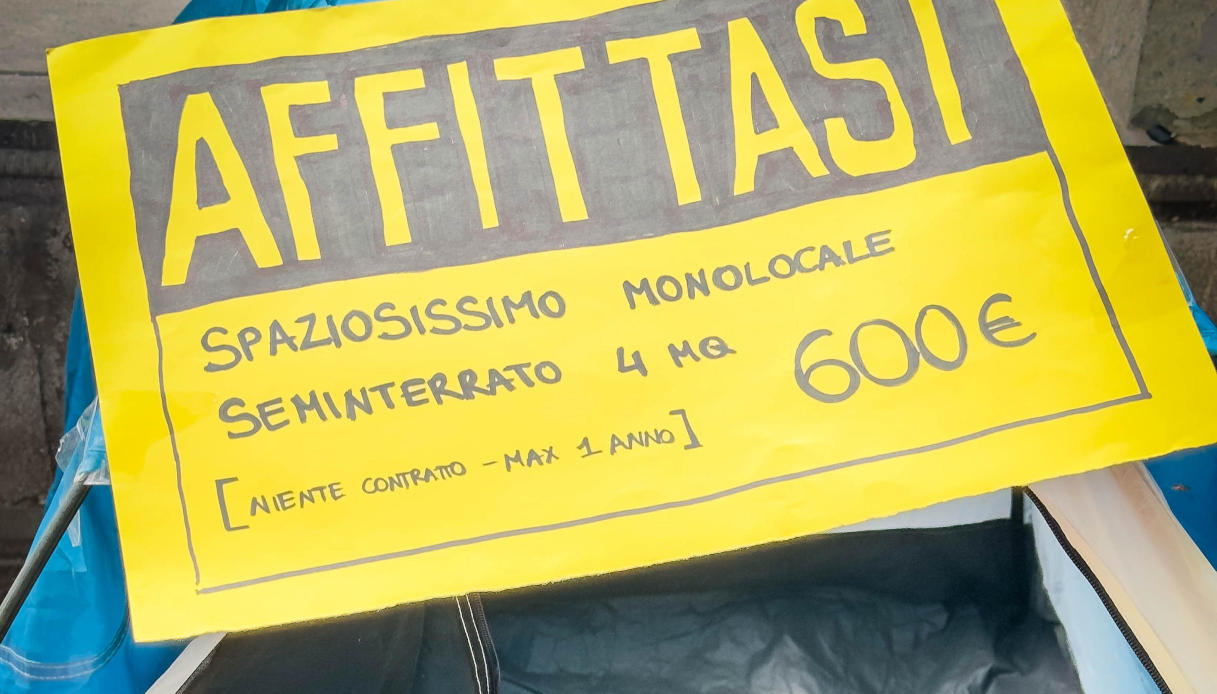 AFFITTASI
SPAZIOSISSIMO MONOLOCALE
SEMINTERRATO 4 MQ 600€
[NIENTE CONTRATTO - MAX 1 ANNO]